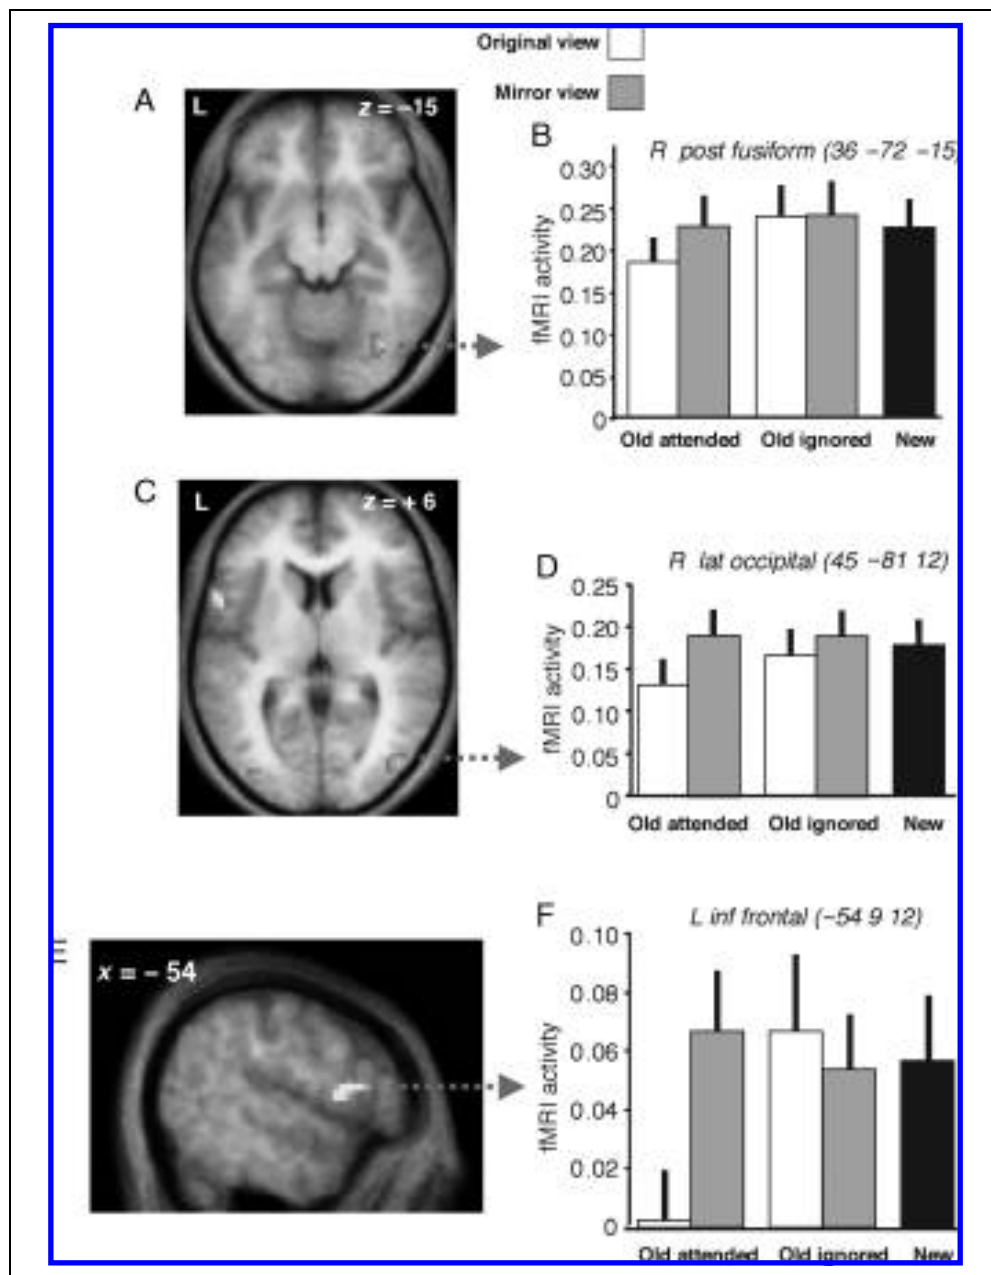 Original view
Mirror view
A
L
z = −15
B
R post fusiform (36 −72 −15)
fMRI activity
0.30
0.25
0.20
0.15
0.10
0.05
0
Old attended Old ignored New
C
L
z = + 6
D
R lat occipital (45 −81 12)
fMRI activity
0.25
0.20
0.15
0.10
0.05
0
Old attended Old ignored New
E
x = − 54
F
L inf frontal (−54 9 12)
fMRI activity
0.10
0.08
0.06
0.04
0.02
0
Old attended Old ignored New